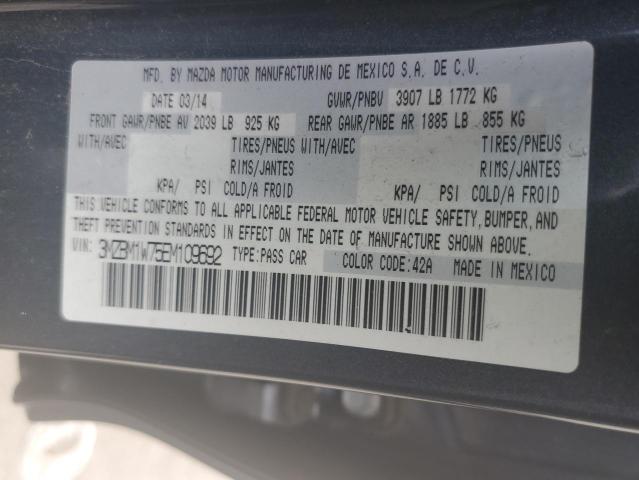 MFD. BY MAZDA MOTOR MANUFACTURING DE MEXICO S.A. DE C.V.
DATE 03/14 GVWR/PNBV 3907 LB 1772 KG
FRONT GAWR/PNBE AV 2039 LB 925 KG REAR GAWR/PNBE AR 1885 LB 855 KG
WITH/AVEC TIRES/PNEUS WITH/AVEC TIRES/PNEUS
RIMS/JANTES RIMS/JANTES
KPA/ PSI COLD/A FROID KPA/ PSI COLD/A FROID
THIS VEHICLE CONFORMS TO ALL APPLICABLE FEDERAL MOTOR VEHICLE SAFETY, BUMPER, AND
THEFT PREVENTION STANDARDS IN EFFECT ON THE DATE OF MANUFACTURE SHOWN ABOVE.
VIN: 3MZBM1W75EM109692 TYPE:PASS CAR COLOR CODE:42A MADE IN MEXICO